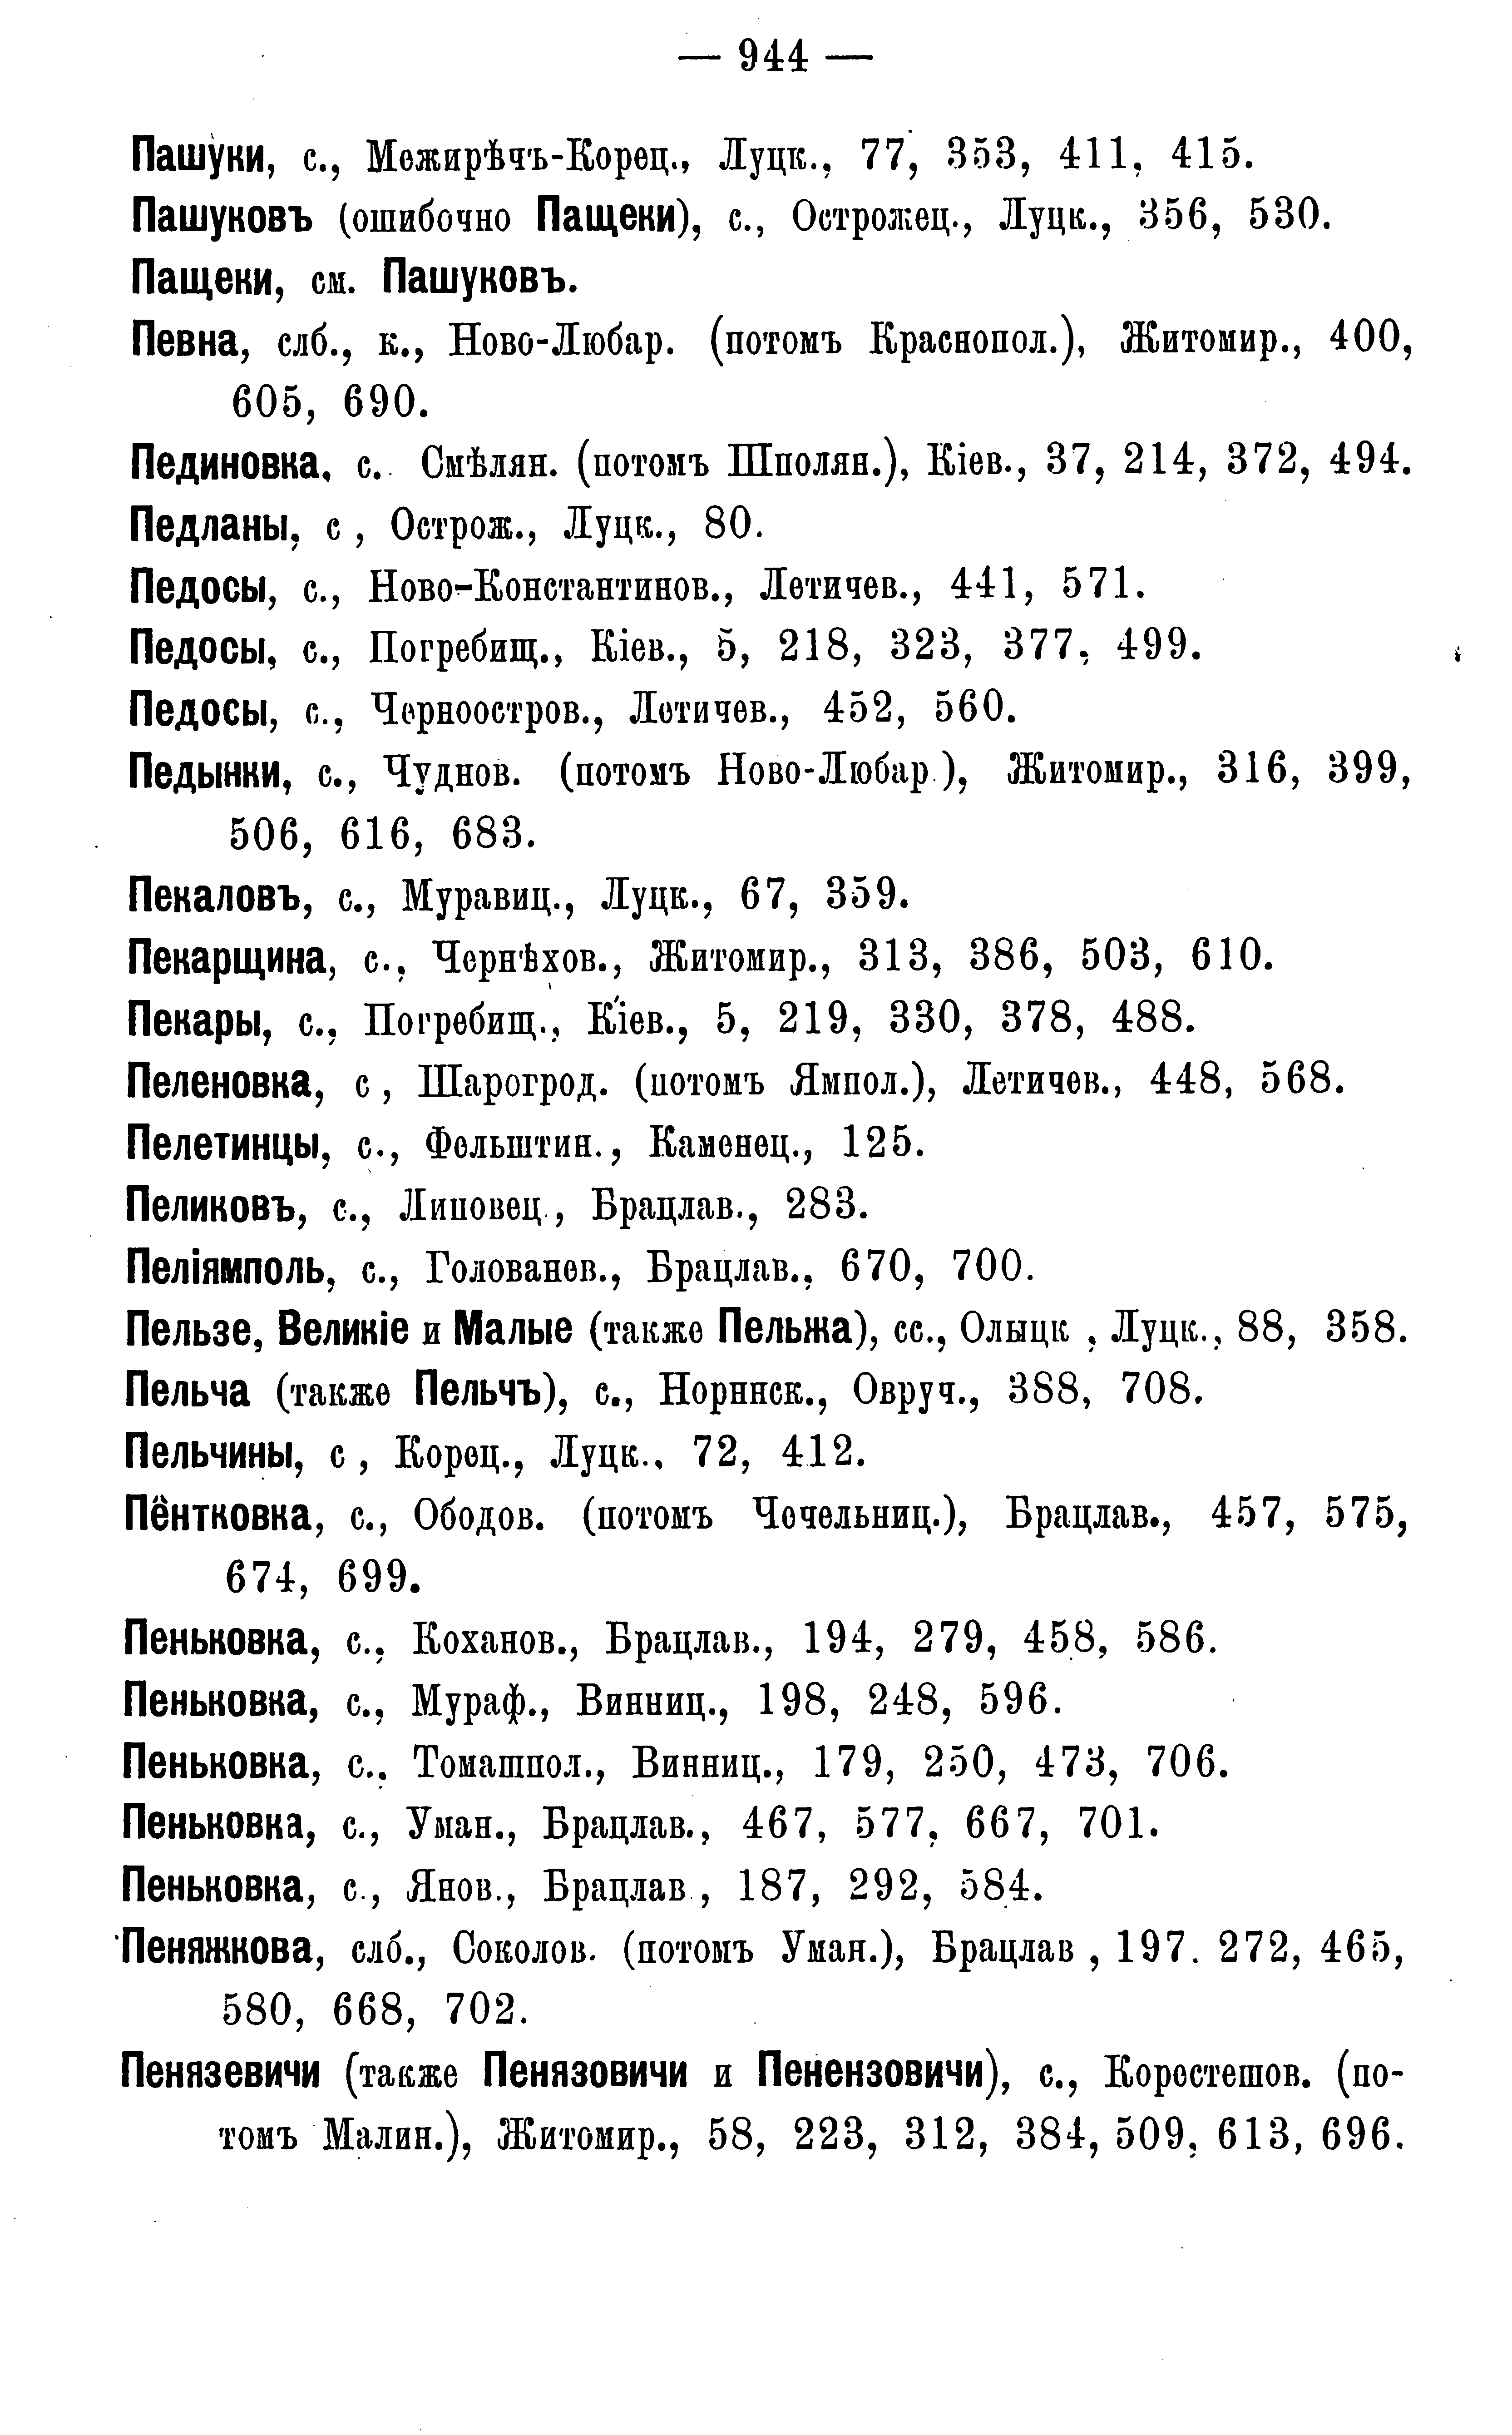 — 944 —
Пашуки, с., Межирѣчъ-Корец., Луцк., 77, 353, 411, 415.
Пашуковъ (ошибочно Пащеки), с., Острожец., Луцк., 356, 530.
Пащеки, см. Пашуковъ.
Певна, слб., к., Ново-Любар. (потомъ Краснопол.), Житомир., 400,
605, 690.
Пединовка, с. Смѣлян. (потомъ Шполян.), Кіев., 37, 214, 372, 494.
Педланы, с , Острож., Луцк., 80.
Педосы, с., Ново-Константинов., Летичев., 441, 571.
Педосы, с., Погребищ., Кіев., 5, 218, 323, 377, 499.
Педосы, с., Черноостров., Летичев., 452, 560.
Педынки, с., Чуднов. (потомъ Ново-Любар.), Житомир., 316, 399,
506, 616, 683.
Пекаловъ, с., Муравиц., Луцк., 67, 359.
Пекарщина, с., Чернѣхов., Житомир., 313, 386, 503, 610.
Пекары, с., Погребищ., Кіев., 5, 219, 330, 378, 488.
Пеленовка, с , Шарогрод. (потомъ Ямпол.), Летичев., 448, 568.
Пелетинцы, с., Фельштин., Каменец., 125.
Пеликовъ, с., Липовец., Брацлав., 283.
Пеліямполь, с., Голованев., Брацлав., 670, 700.
Пельзе, Великіе и Малые (также Пельжа), сс., Олыцк , Луцк., 88, 358.
Пельча (также Пельчъ), с., Норинск., Овруч., 388, 708.
Пельчины, с , Корец., Луцк., 72, 412.
Пёнтковка, с., Ободов. (потомъ Чечельниц.), Брацлав., 457, 575,
674, 699.
Пеньковка, с., Коханов., Брацлав., 194, 279, 458, 586.
Пеньковка, с., Мураф., Винниц., 198, 248, 596.
Пеньковка, с., Томашпол., Винниц., 179, 250, 473, 706.
Пеньковка, с., Уман., Брацлав., 467, 577, 667, 701.
Пеньковка, с., Янов., Брацлав., 187, 292, 584.
Пеняжкова, слб., Соколов. (потомъ Уман.), Брацлав , 197. 272, 465,
580, 668, 702.
Пенязевичи (также Пенязовичи и Пенензовичи), с., Коростешов. (по-
томъ Малин.), Житомир., 58, 223, 312, 384, 509, 613, 696.